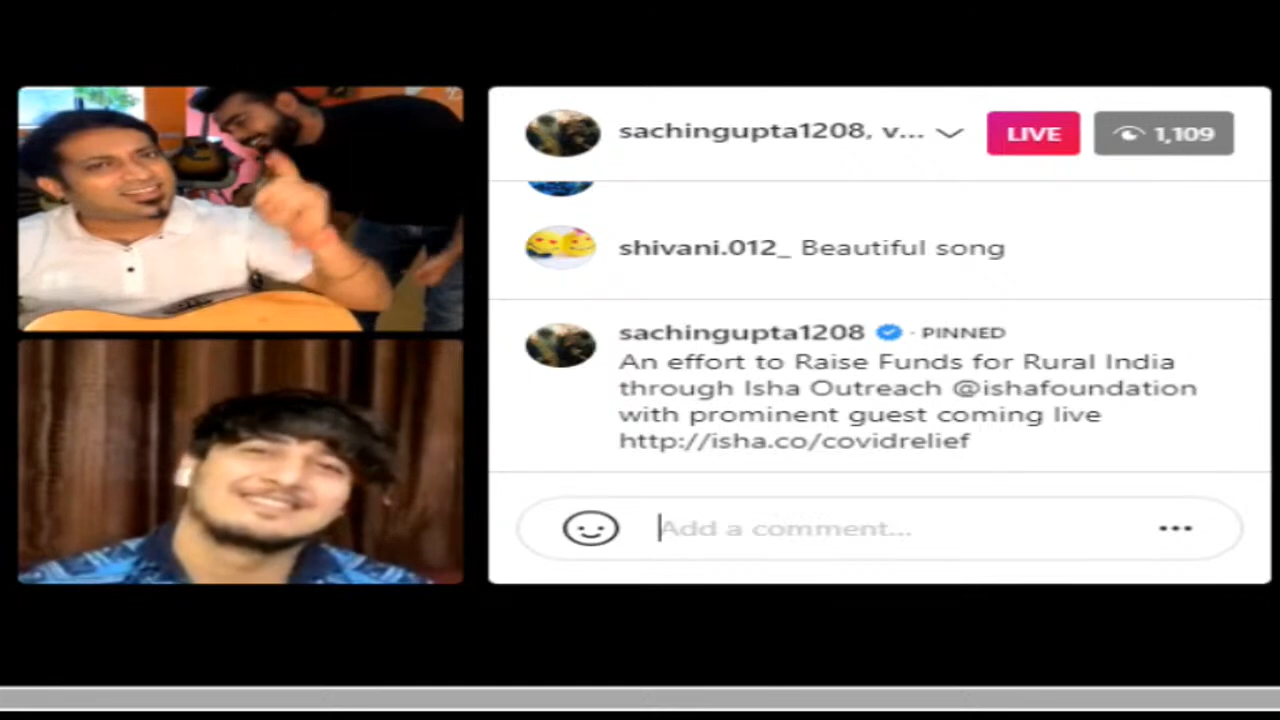 sachingupta1208, v...
LIVE
1,109
shivani.012_ Beautiful song
sachingupta1208 · PINNED
An effort to Raise Funds for Rural India
through Isha Outreach @ishafoundation
with prominent guest coming live
http://isha.co/covidrelief
Add a comment...